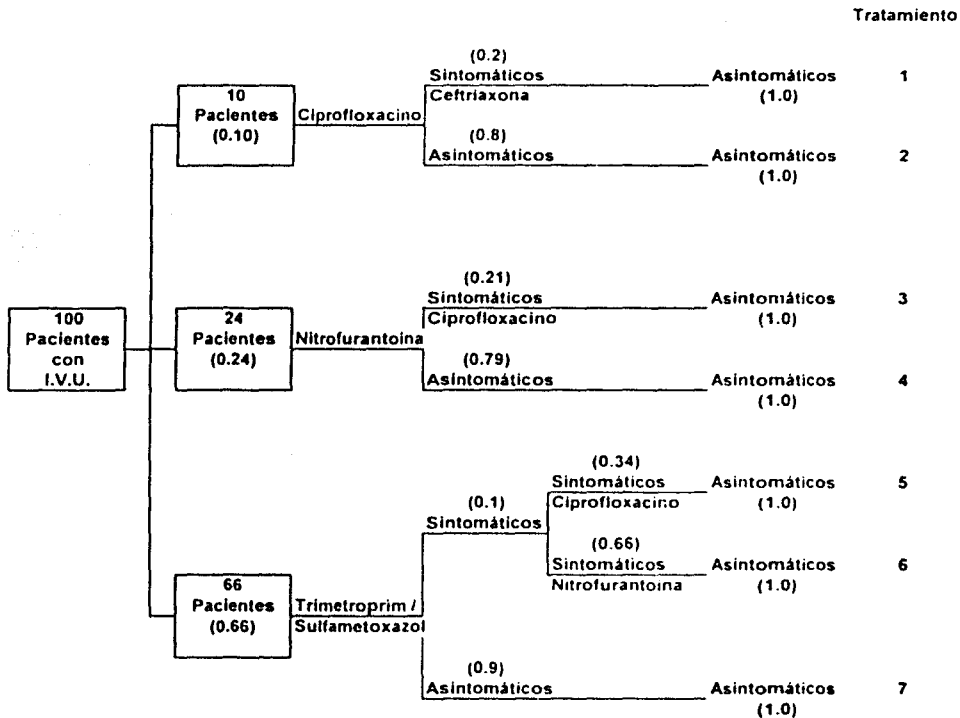 Tratamiento
(0.2)
Sintomáticos
Ceftriaxona
Asintomáticos
(1.0)
1
10
Pacientes
(0.10)
Ciprofloxacino
(0.8)
Asintomáticos
Asintomáticos
(1.0)
2
(0.21)
Sintomáticos
Ciprofloxacino
Asintomáticos
(1.0)
3
100
Pacientes
con
I.V.U.
24
Pacientes
(0.24)
Nitrofurantoina
(0.79)
Asintomáticos
Asintomáticos
(1.0)
4
(0.34)
Sintomáticos
Ciprofloxacino
Asintomáticos
(1.0)
5
(0.1)
Sintomáticos
(0.66)
Sintomáticos
Nitrofurantoina
Asintomáticos
(1.0)
6
66
Pacientes
(0.66)
Trimetroprim /
Sulfametoxazol
(0.9)
Asintomáticos
Asintomáticos
(1.0)
7